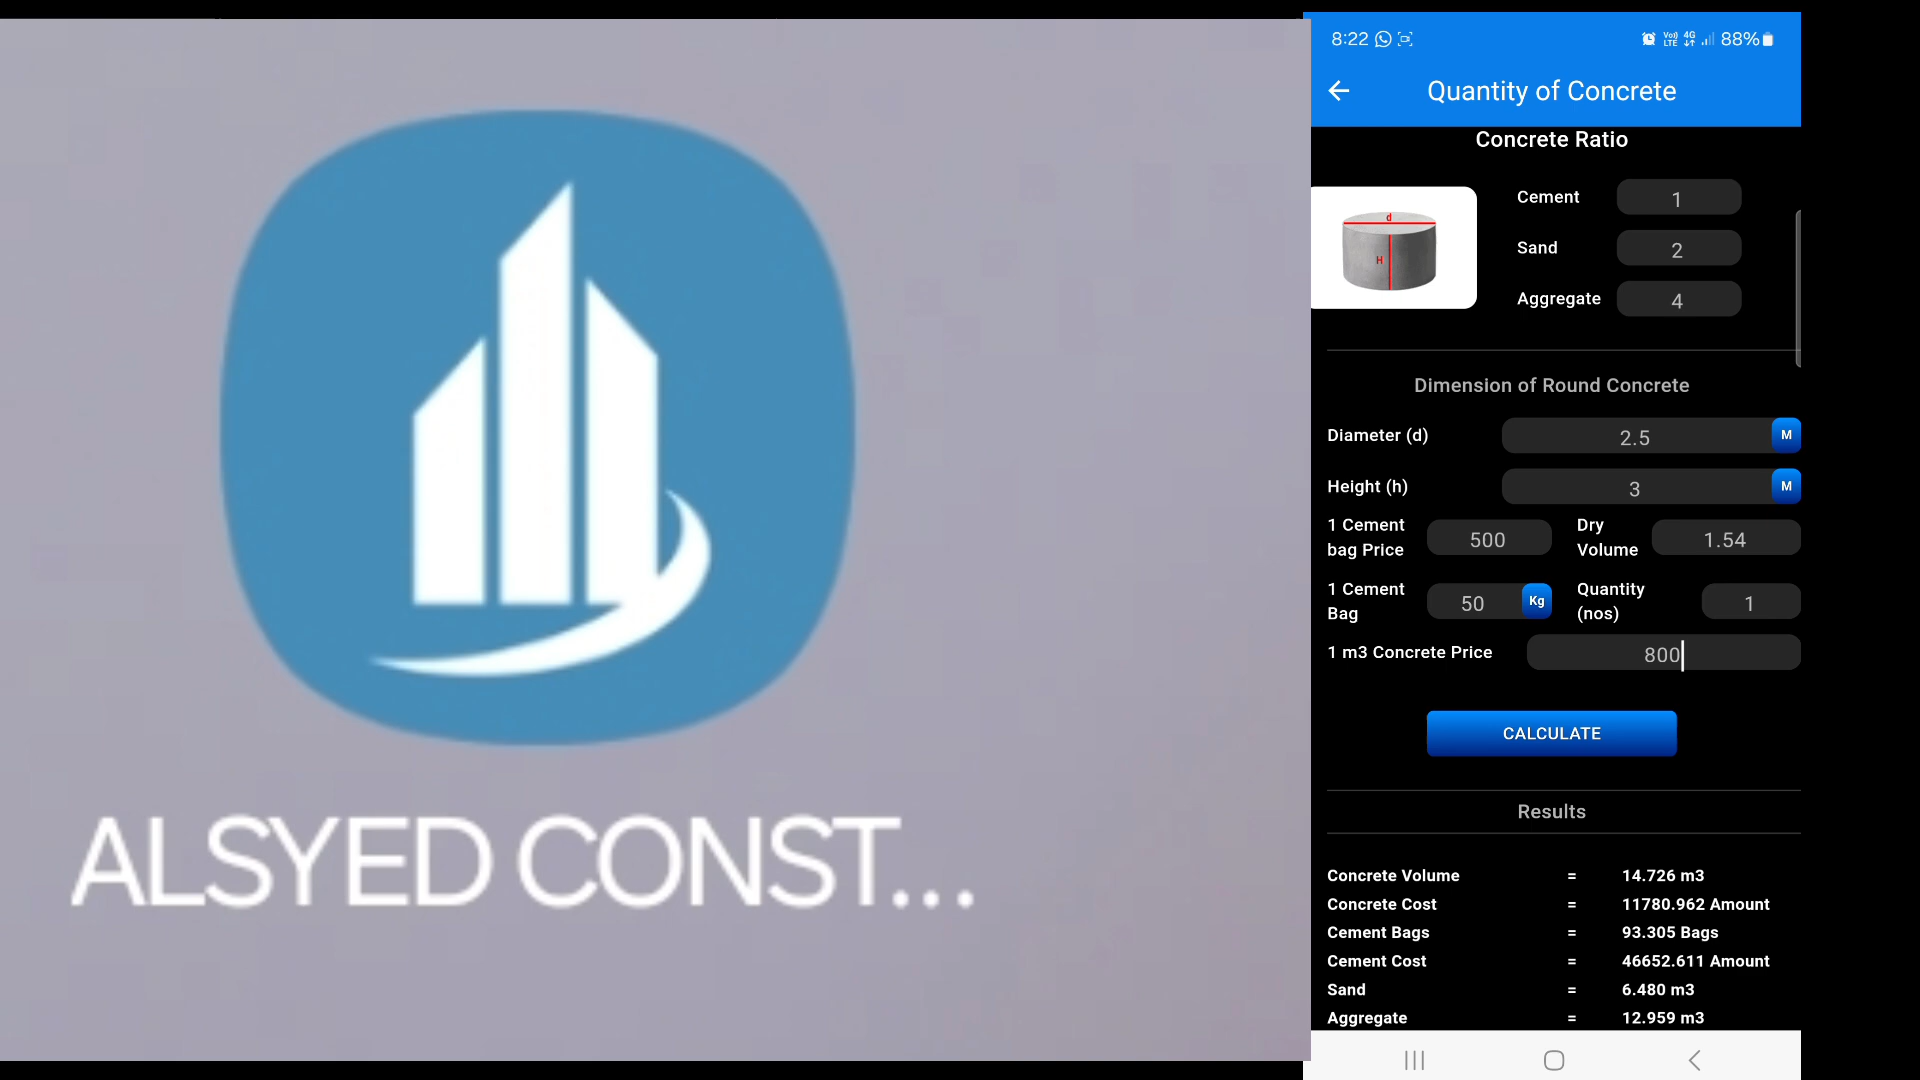 ALSYED CONST...
8:22
Vo)) LTE 4G 88%
Quantity of Concrete
Concrete Ratio
d
H
Cement 1
Sand 2
Aggregate 4
Dimension of Round Concrete
Diameter (d) 2.5 M
Height (h) 3 M
1 Cement bag Price 500
Dry Volume 1.54
1 Cement Bag 50 Kg
Quantity (nos) 1
1 m3 Concrete Price 800
CALCULATE
Results
Concrete Volume = 14.726 m3
Concrete Cost = 11780.962 Amount
Cement Bags = 93.305 Bags
Cement Cost = 46652.611 Amount
Sand = 6.480 m3
Aggregate = 12.959 m3